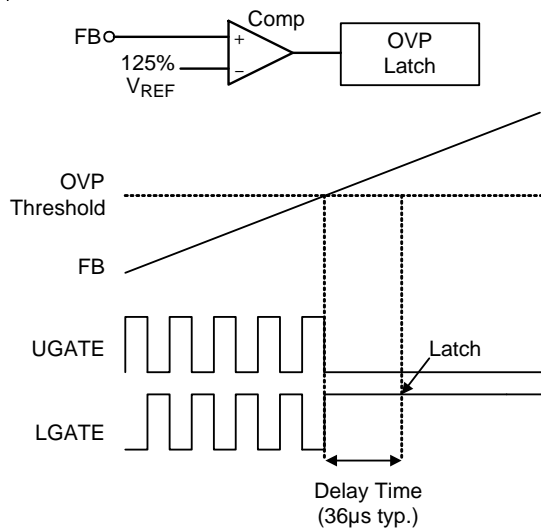 Comp
FB
+
OVP
Latch
125%
VREF
−
OVP
Threshold
FB
UGATE
Latch
LGATE
Delay Time
(36µs typ.)